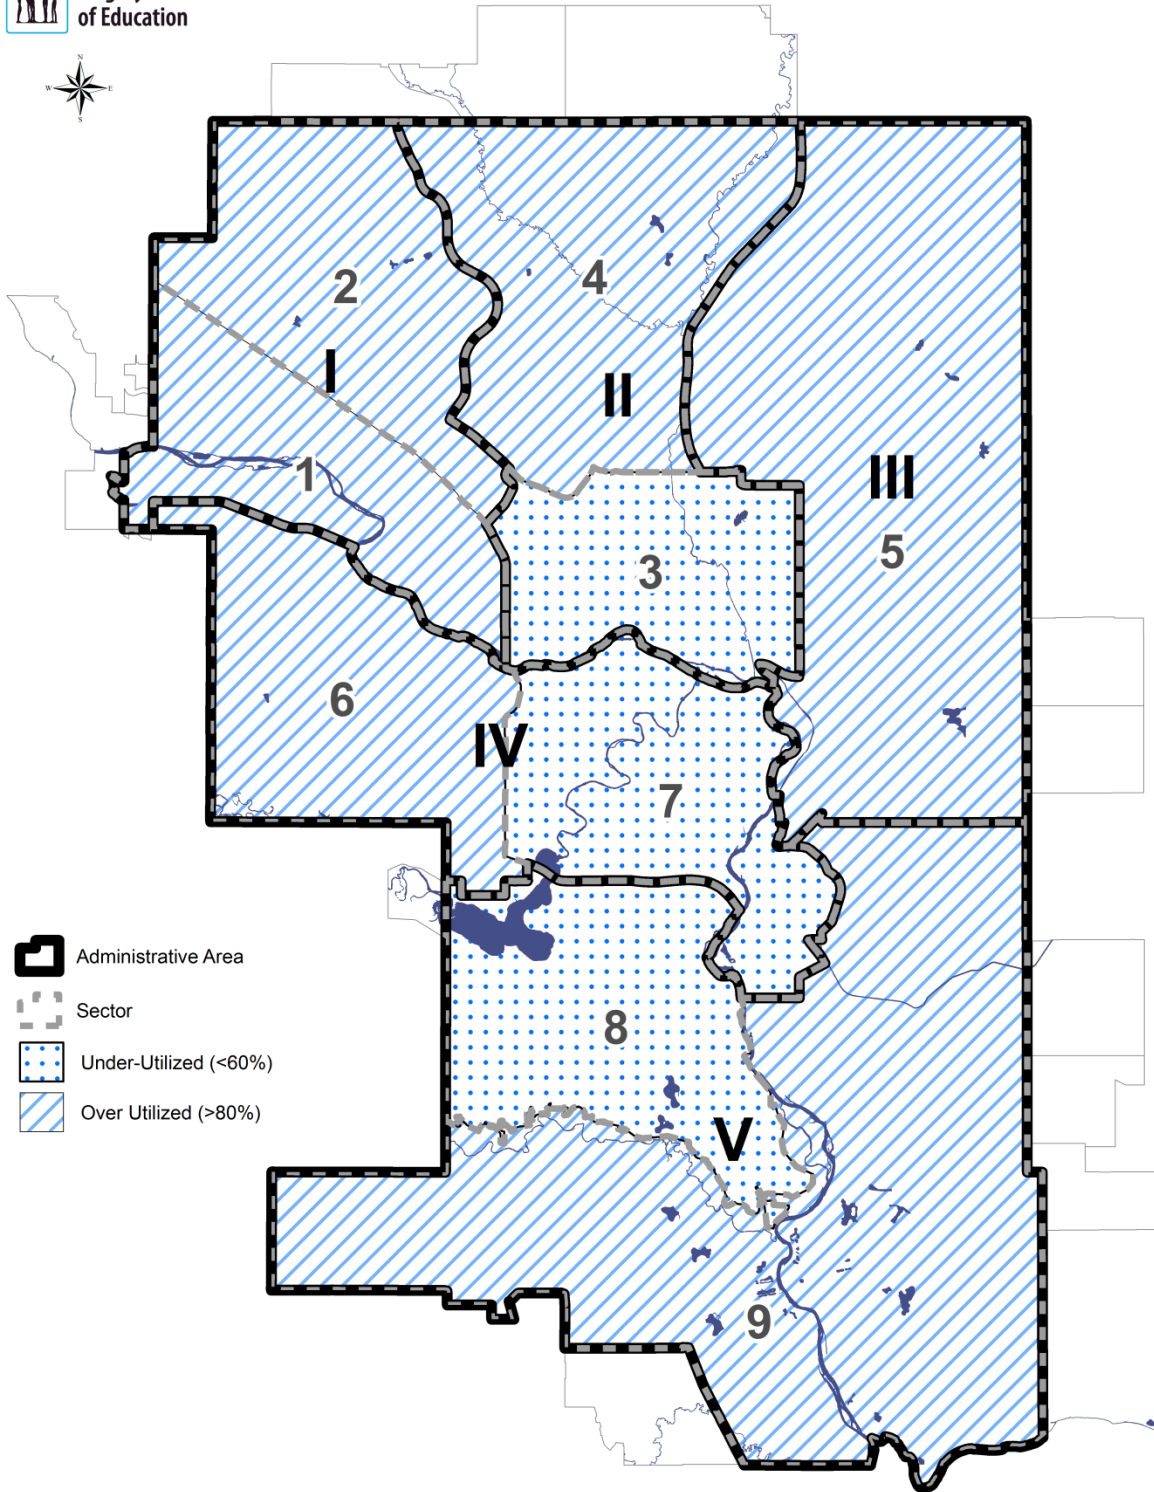 of Education
N
W
E
S
2
4
I
II
1
III
3
5
6
IV
7
Administrative Area
Sector
8
Under-Utilized (<60%)
Over Utilized (>80%)
V
9